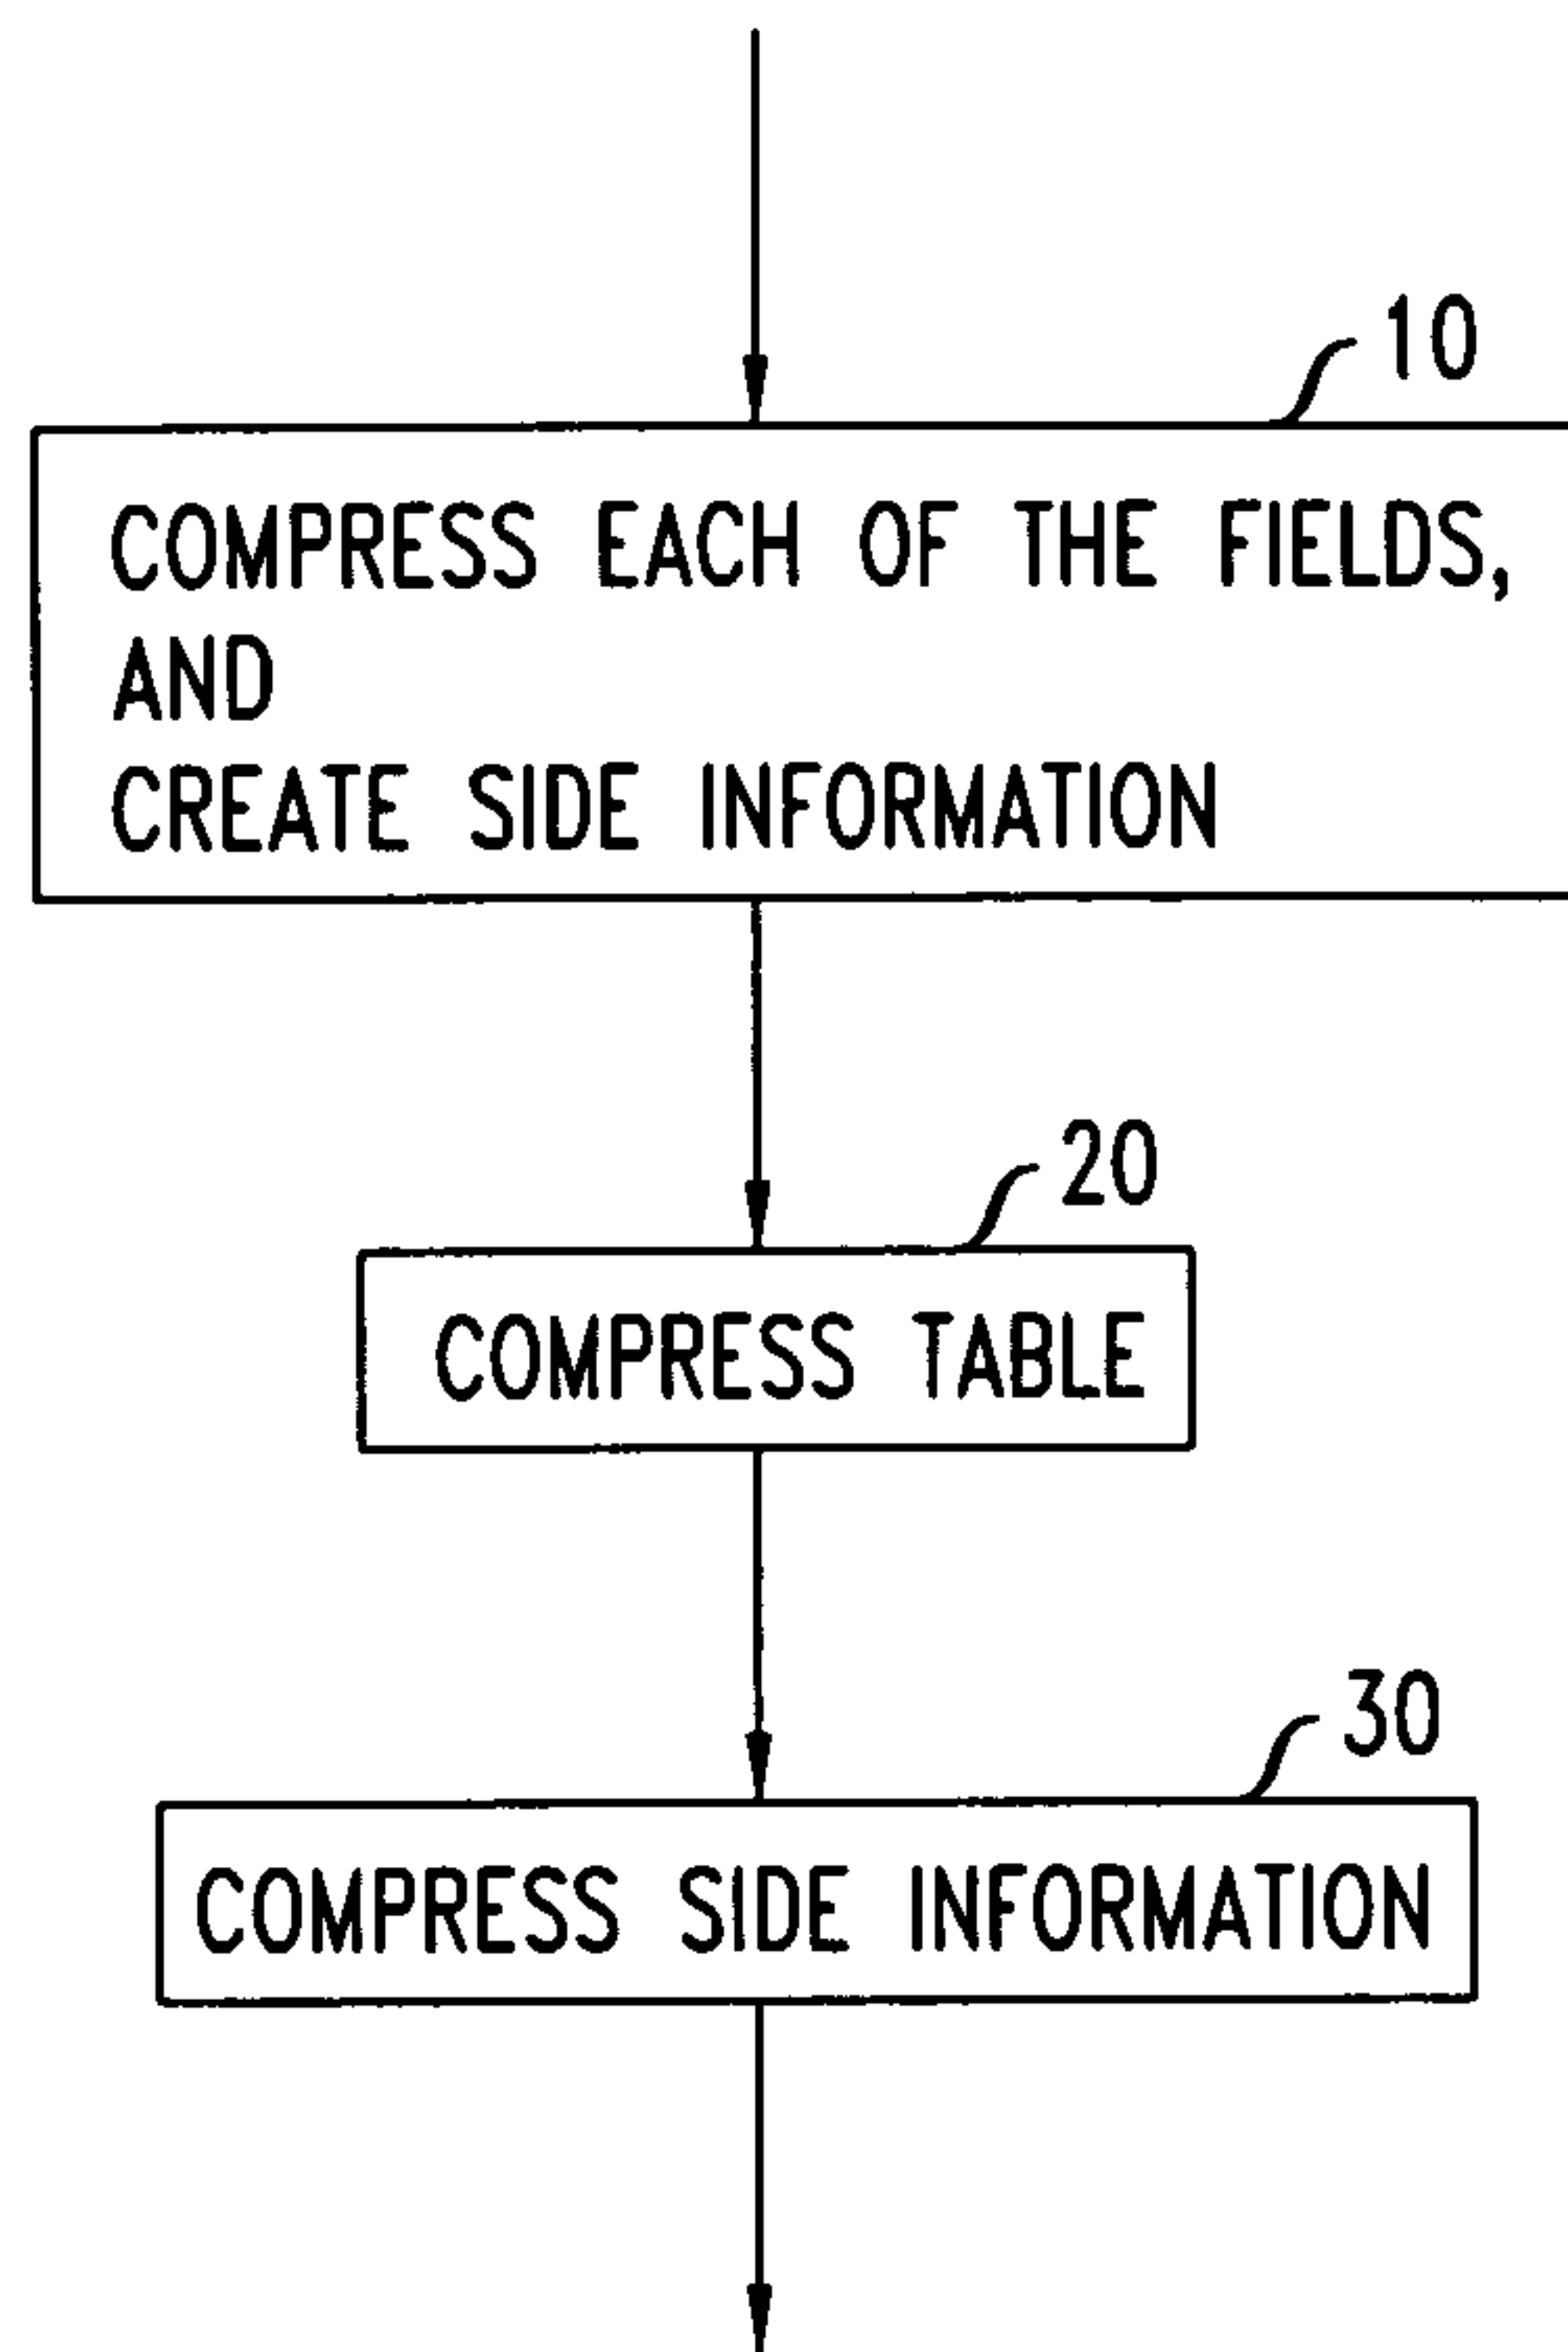 10
COMPRESS EACH OF THE FIELDS,
AND
CREATE SIDE INFORMATION
20
COMPRESS TABLE
30
COMPRESS SIDE INFORMATION